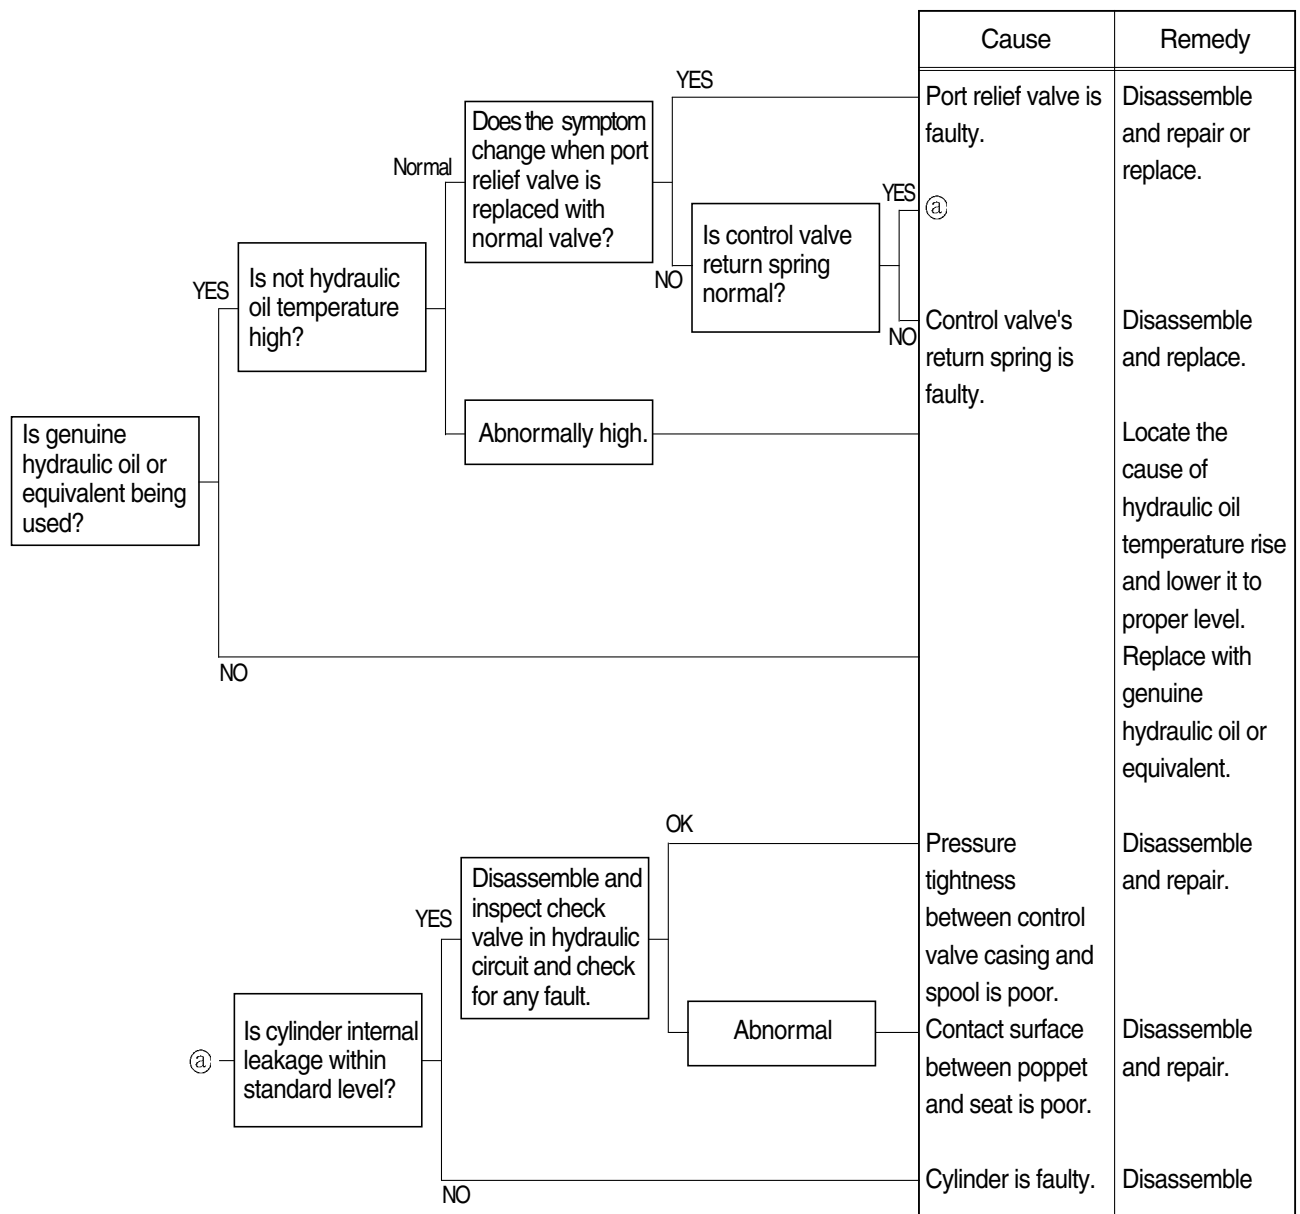 Cause
Remedy
YES
Port relief valve is
faulty.
Disassemble
and repair or
replace.
Does the symptom
change when port
relief valve is
replaced with
normal valve?
Normal
YES
ⓐ
Is control valve
return spring
normal?
NO
Is not hydraulic
oil temperature
high?
YES
NO
Control valve's
return spring is
faulty.
Disassemble
and replace.
Abnormally high.
Locate the
cause of
hydraulic oil
temperature rise
and lower it to
proper level.
Is genuine
hydraulic oil or
equivalent being
used?
NO
Replace with
genuine
hydraulic oil or
equivalent.
OK
Pressure
tightness
between control
valve casing and
spool is poor.
Disassemble
and repair.
Disassemble and
inspect check
valve in hydraulic
circuit and check
for any fault.
YES
Abnormal
Contact surface
between poppet
and seat is poor.
Disassemble
and repair.
ⓐ
Is cylinder internal
leakage within
standard level?
NO
Cylinder is faulty.
Disassemble